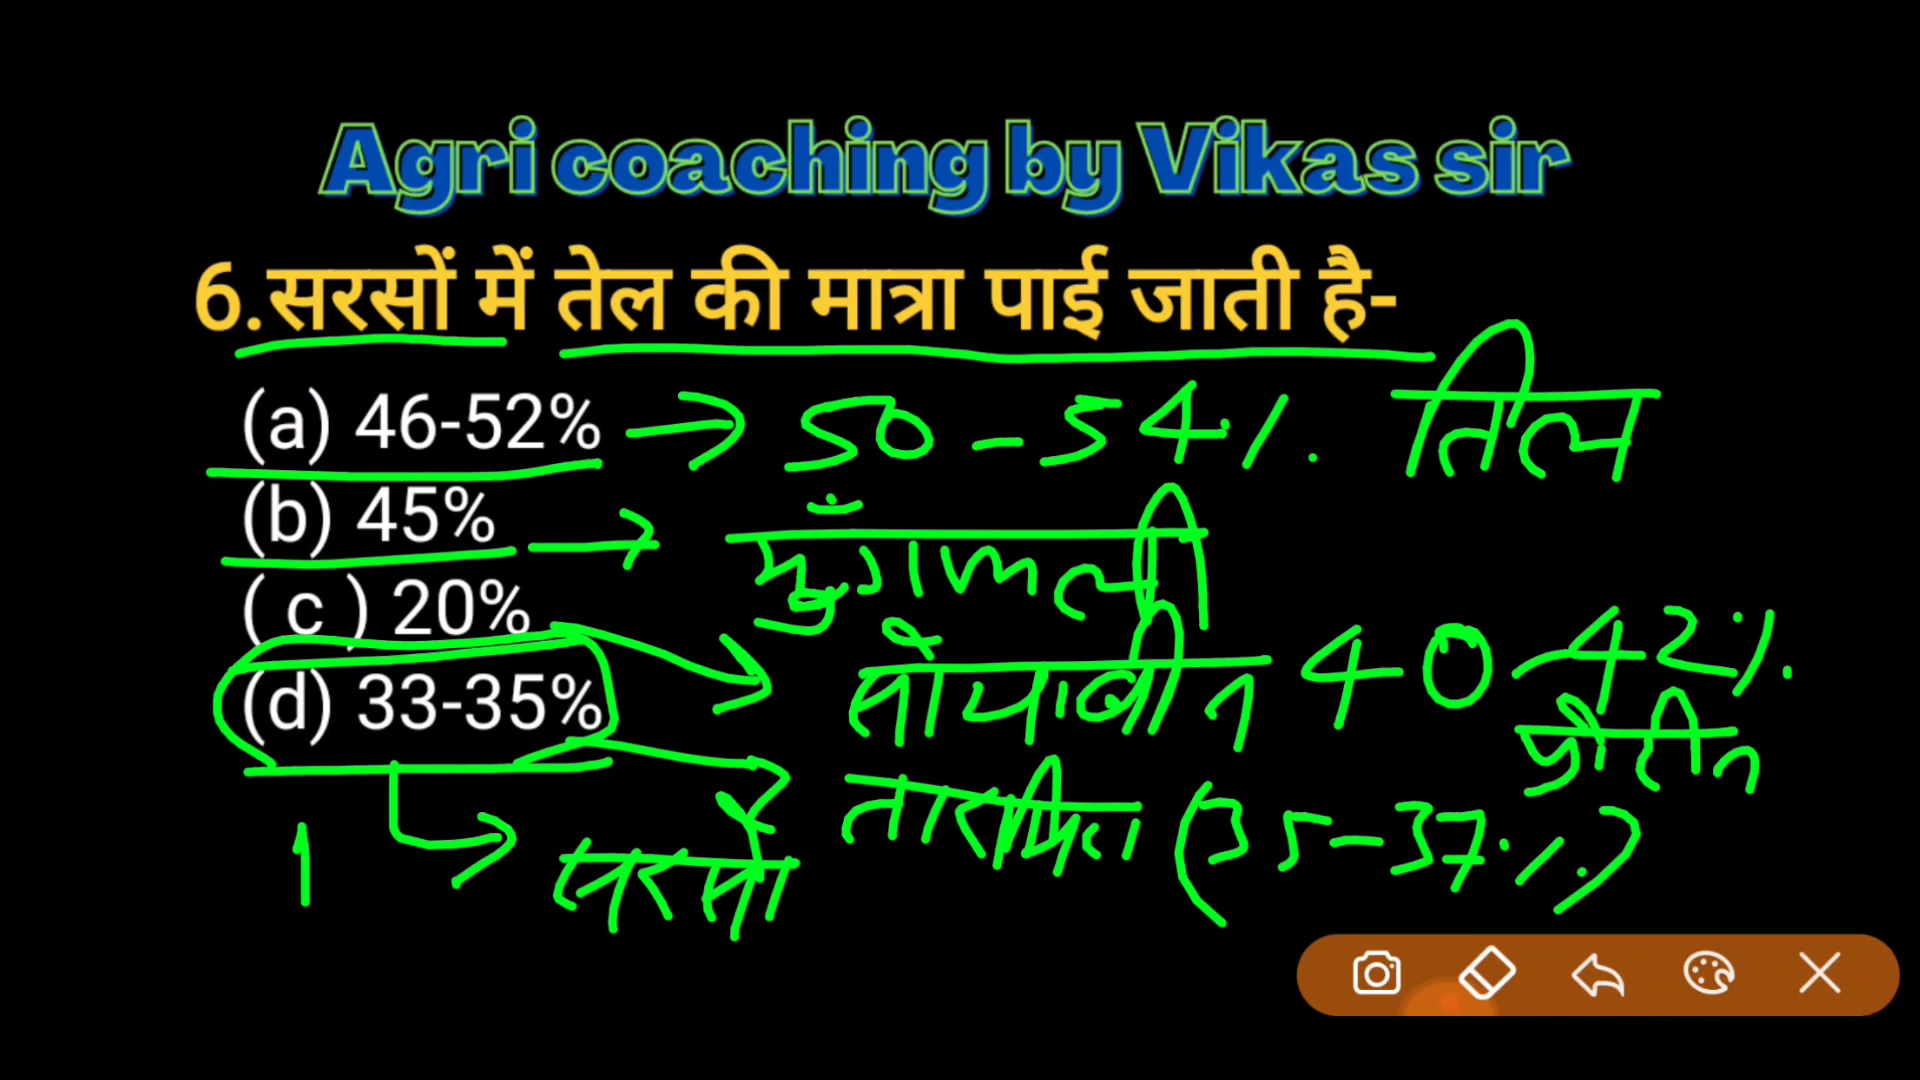 Agri coaching by Vikas sir
6.सरसों में तेल की मात्रा पाई जाती है-
(a) 46-52% → 50-54%. तिल
(b) 45% → मुँगफली
( c ) 20% सोयाबीन 40-42%.
(d) 33-35% प्रोटीन
1 सरसों (35-37%.)